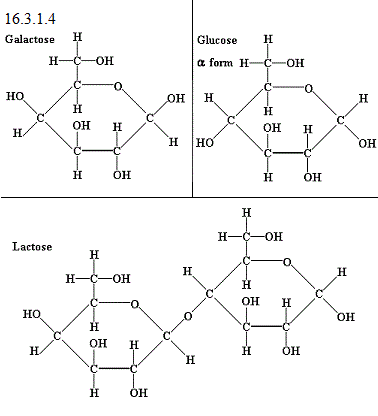 16.3.1.4
Galactose
H
H C OH
C O
HO H OH
C C
H OH H H
C C
H OH
Glucose
α form
H
H C OH
C O
H H H
C C
HO OH H OH
C C
H OH
Lactose
H
H C OH
C O
HO H
C C
H OH H H
C C
H OH
O
H
H C OH
C O
H H H
C C
OH H OH
C C
H OH